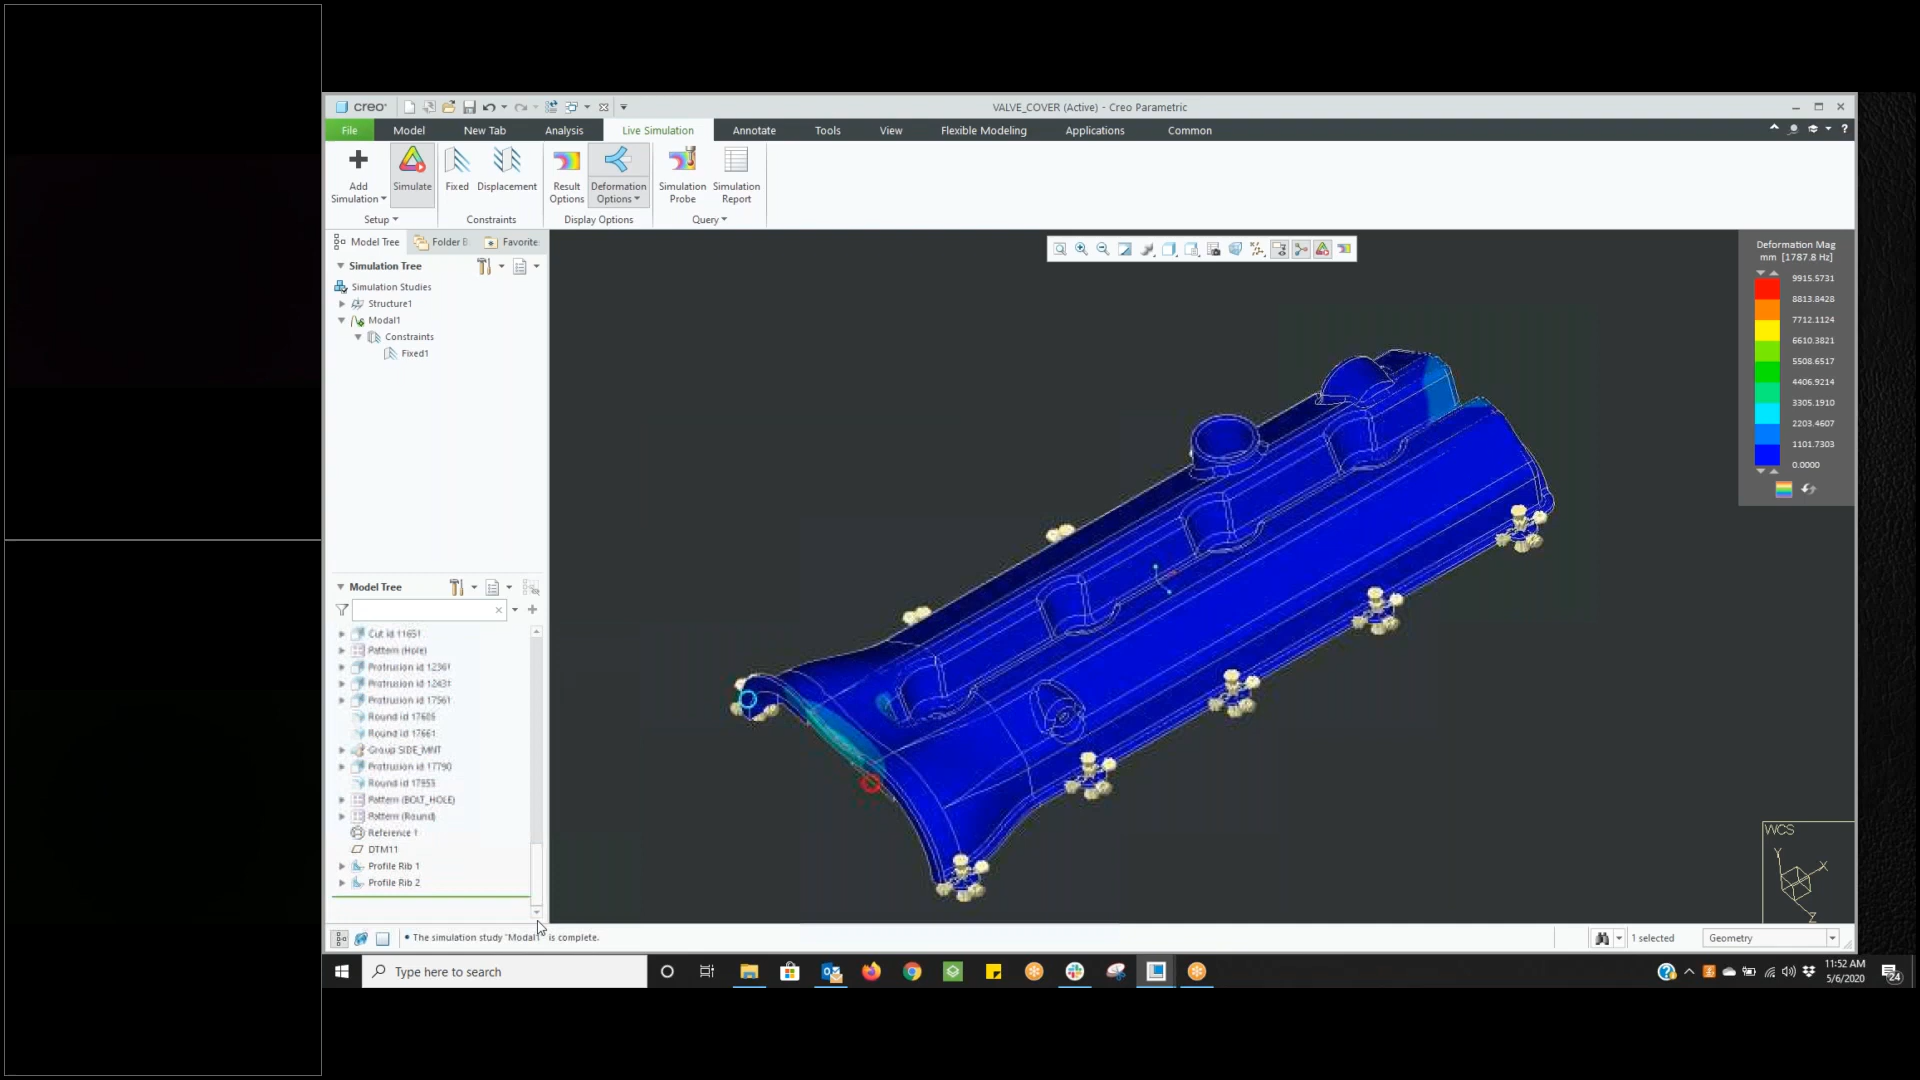 creo
VALVE_COVER (Active) - Creo Parametric
File
Model
New Tab
Analysis
Live Simulation
Annotate
Tools
View
Flexible Modeling
Applications
Common
Add Simulation
Simulate
Fixed
Displacement
Result Options
Deformation Options
Simulation Probe
Simulation Report
Setup
Constraints
Display Options
Query
Model Tree
Folder B
Favorite
Simulation Tree
Simulation Studies
Structure1
Modal1
Constraints
Fixed1
Model Tree
Cut id 11651
Pattern (Hole)
Protrusion id 12361
Protrusion id 12431
Protrusion id 17561
Round id 17606
Round id 17661
Group SIDE_MNT
Protrusion id 17790
Round id 17953
Pattern (BOLT_HOLE)
Pattern (Round)
Reference 1
DTM11
Profile Rib 1
Profile Rib 2
Deformation Mag
mm [1787.8 Hz]
9915.5731
8813.8428
7712.1124
6610.3821
5508.6517
4406.9214
3305.1910
2203.4607
1101.7303
0.0000
WCS
Y
X
Z
• The simulation study "Modal1" is complete.
1 selected
Geometry
Type here to search
11:52 AM
5/6/2020
24